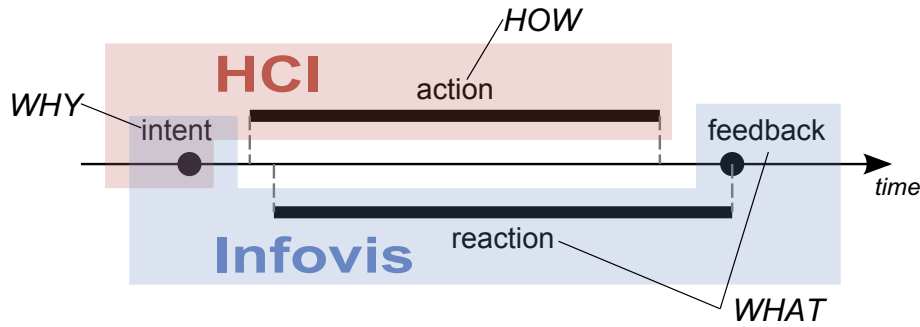 HOW
HCI
action
WHY
intent
feedback
time
reaction
Infovis
WHAT